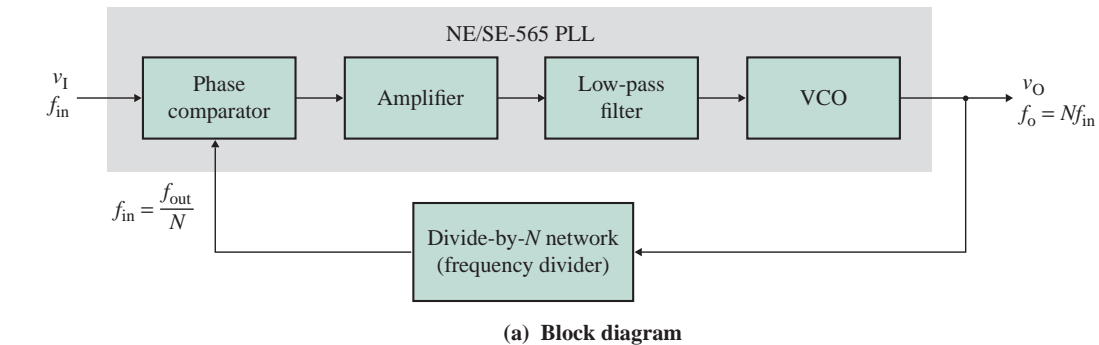 NE/SE-565 PLL
v_I
f_in
Phase
comparator
Amplifier
Low-pass
filter
VCO
v_O
f_o = Nf_in
f_in = f_out/N
Divide-by-N network
(frequency divider)
(a) Block diagram